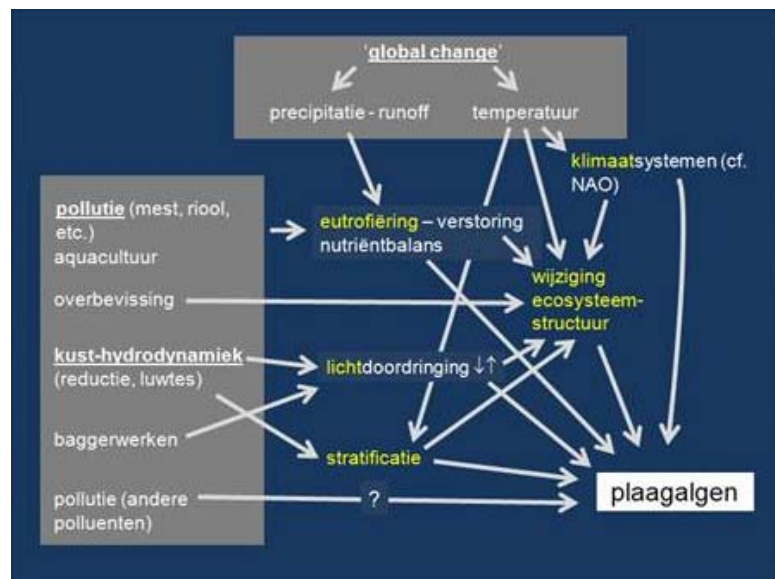 'global change'
precipitatie - runoff
temperatuur
klimaatsystemen (cf.
NAO)
pollutie (mest, riool,
etc.)
aquacultuur
eutrofiëring – verstoring
nutriëntbalans
wijziging
ecosysteem-
structuur
overbevissing
kust-hydrodynamiek
(reductie, luwtes)
lichtdoordringing ↓↑
baggerwerken
stratificatie
plaagalgen
pollutie (andere
polluenten)
?